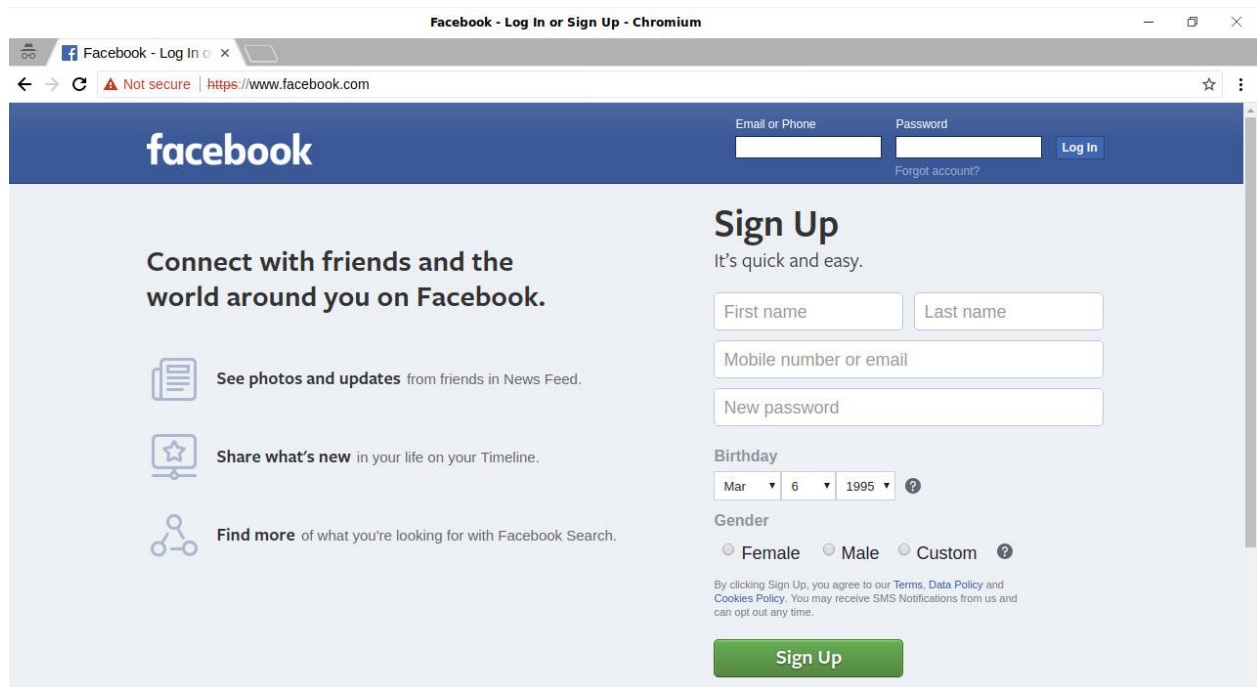 Facebook - Log In or Sign Up - Chromium
Facebook - Log In
Not secure | https://www.facebook.com
facebook
Email or Phone
Password
Log In
Forgot account?
Connect with friends and the
world around you on Facebook.
See photos and updates from friends in News Feed.
Share what's new in your life on your Timeline.
Find more of what you're looking for with Facebook Search.
Sign Up
It's quick and easy.
First name
Last name
Mobile number or email
New password
Birthday
Mar 6 1995
Gender
Female Male Custom
By clicking Sign Up, you agree to our Terms, Data Policy and
Cookies Policy. You may receive SMS Notifications from us and
can opt out any time.
Sign Up